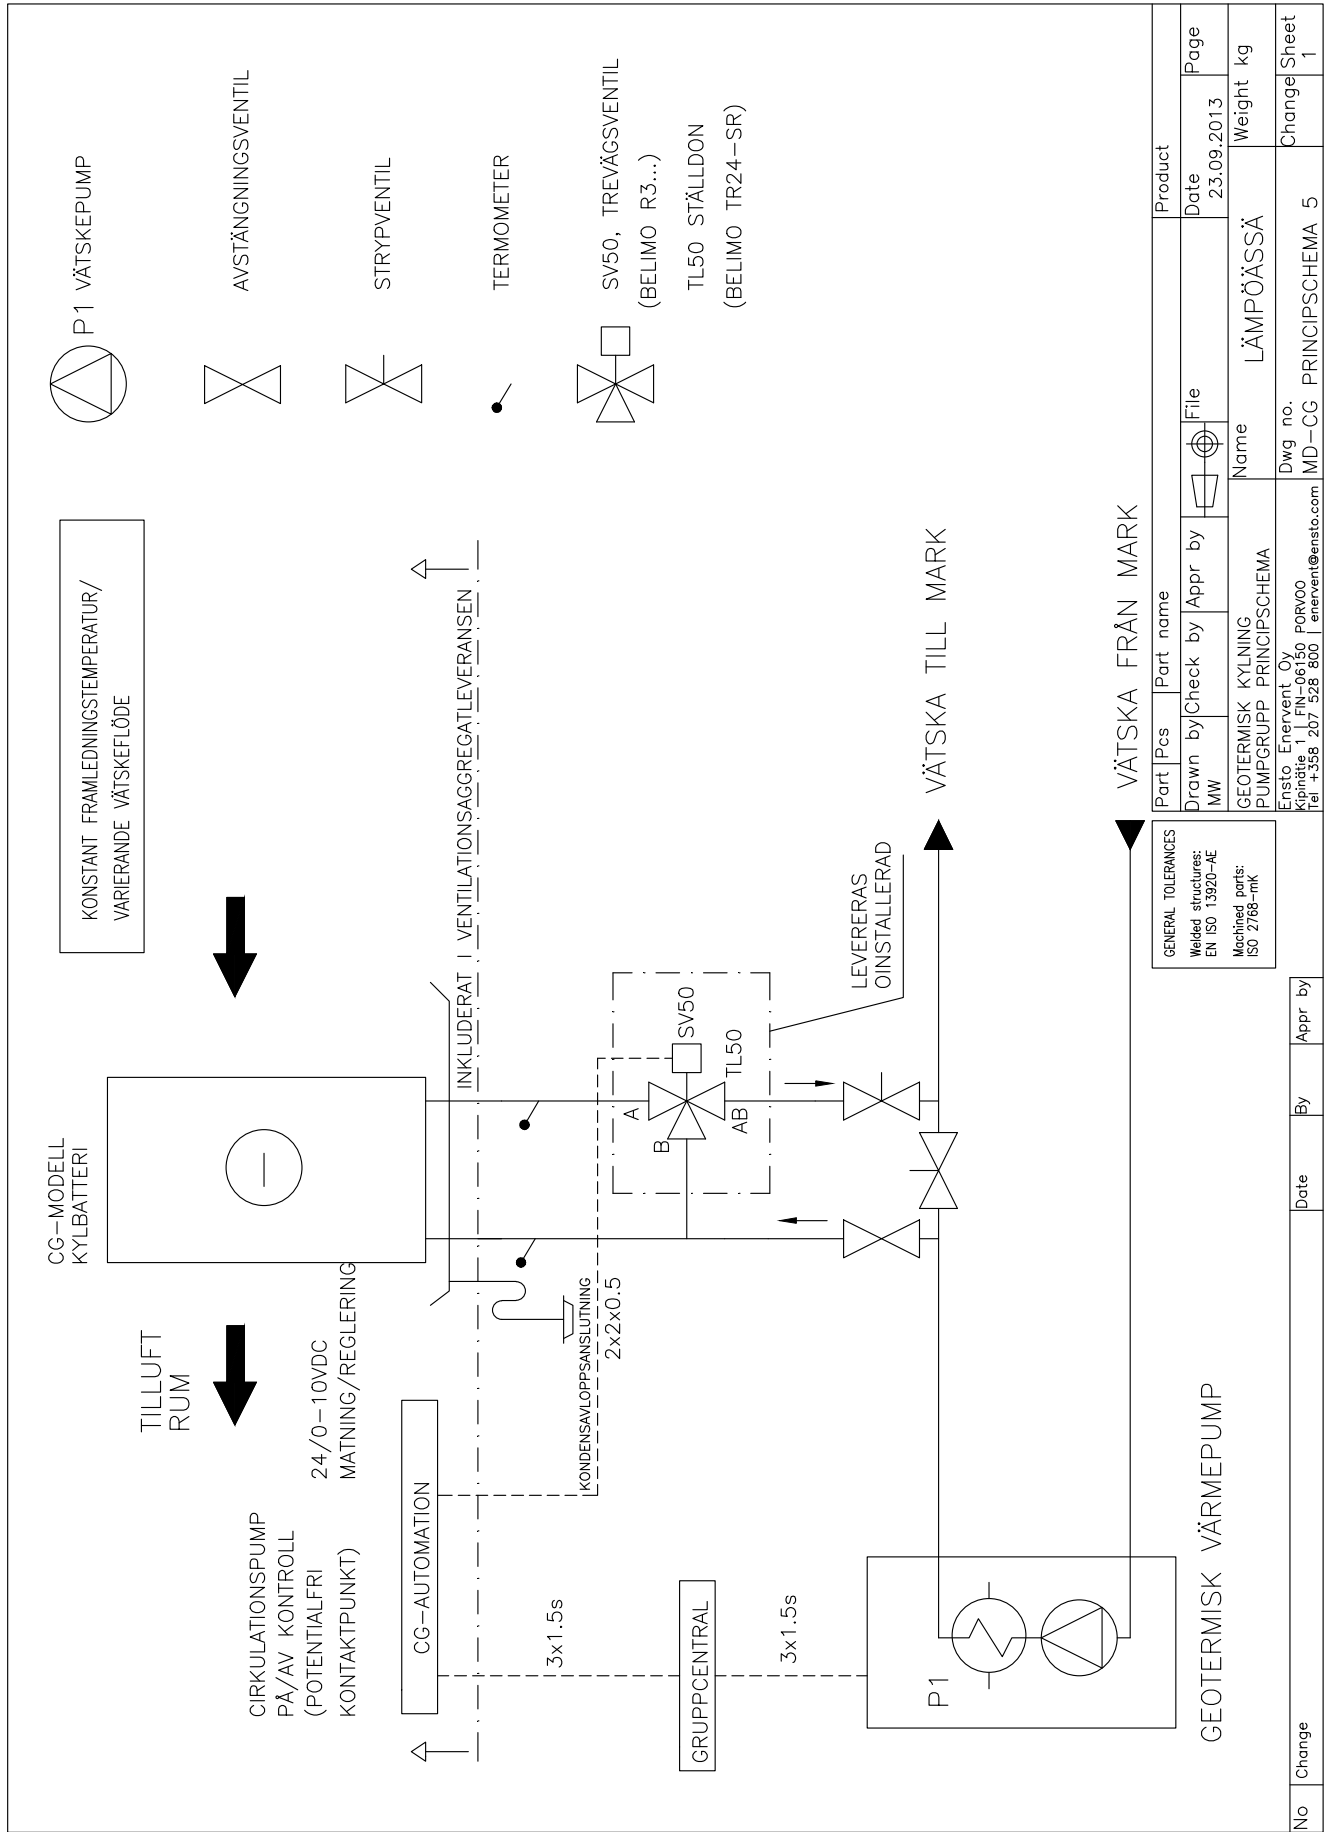 KONSTANT FRAMLEDNINGSTEMPERATUR/
VARIERANDE VÄTSKEFLÖDE
P1 VÄTSKEPUMP
AVSTÄNGNINGSVENTIL
STRYPVENTIL
TERMOMETER
SV50, TREVÄGSVENTIL
(BELIMO R3...)
TL50 STÄLLDON
(BELIMO TR24-SR)
CG-MODELL
KYLBATTERI
TILLUFT
RUM
24/0-10VDC
MATNING/REGLERING
CIRKULATIONSPUMP
PÅ/AV KONTROLL
(POTENTIALFRI
KONTAKTPUNKT)
CG-AUTOMATION
INKLUDERAT I VENTILATIONSAGGREGATLEVERANSEN
KONDENSAVLOPPSANSLUTNING
2x2x0.5
3x1.5s
GRUPPCENTRAL
3x1.5s
A
B
AB
SV50
TL50
LEVERERAS
OINSTALLERAD
VÄTSKA TILL MARK
VÄTSKA FRÅN MARK
P1
GEOTERMISK VÄRMEPUMP
GENERAL TOLERANCES
Welded structures:
EN ISO 13920-AE
Machined parts:
ISO 2768-mK
Part
Pcs
Part name
Product
Drawn by
MW
Check by
Appr by
File
Date
23.09.2013
Page
GEOTERMISK KYLNING
PUMPGRUPP PRINCIPSCHEMA
Name
LÄMPÖÄSSÄ
Weight kg
Ensto Enervent Oy
Kipinätie 1 | FIN-06150 PORVOO
Tel +358 207 528 800 | enervent@ensto.com
Dwg no.
MD-CG PRINCIPSCHEMA 5
Change
Sheet
1
No
Change
Date
By
Appr by